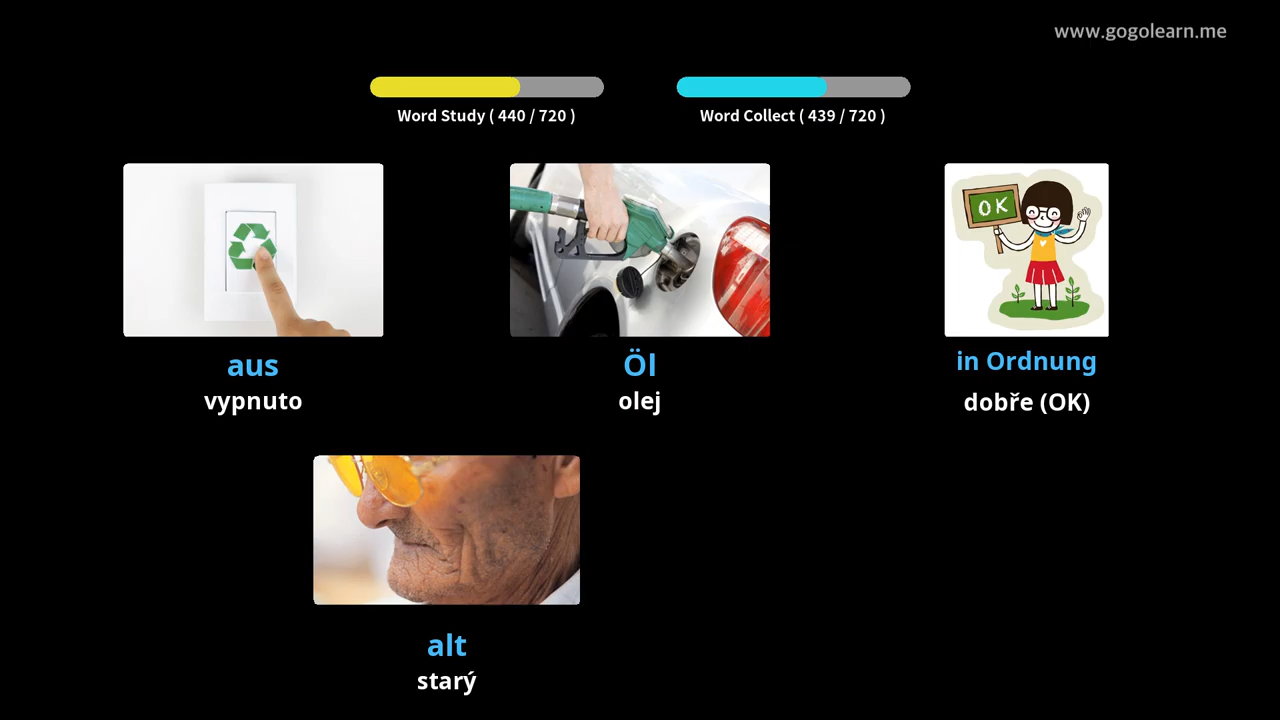 www.gogolearn.me
Word Study ( 440 / 720 )
Word Collect ( 439 / 720 )
OK
aus
vypnuto
Öl
olej
in Ordnung
dobře (OK)
alt
starý